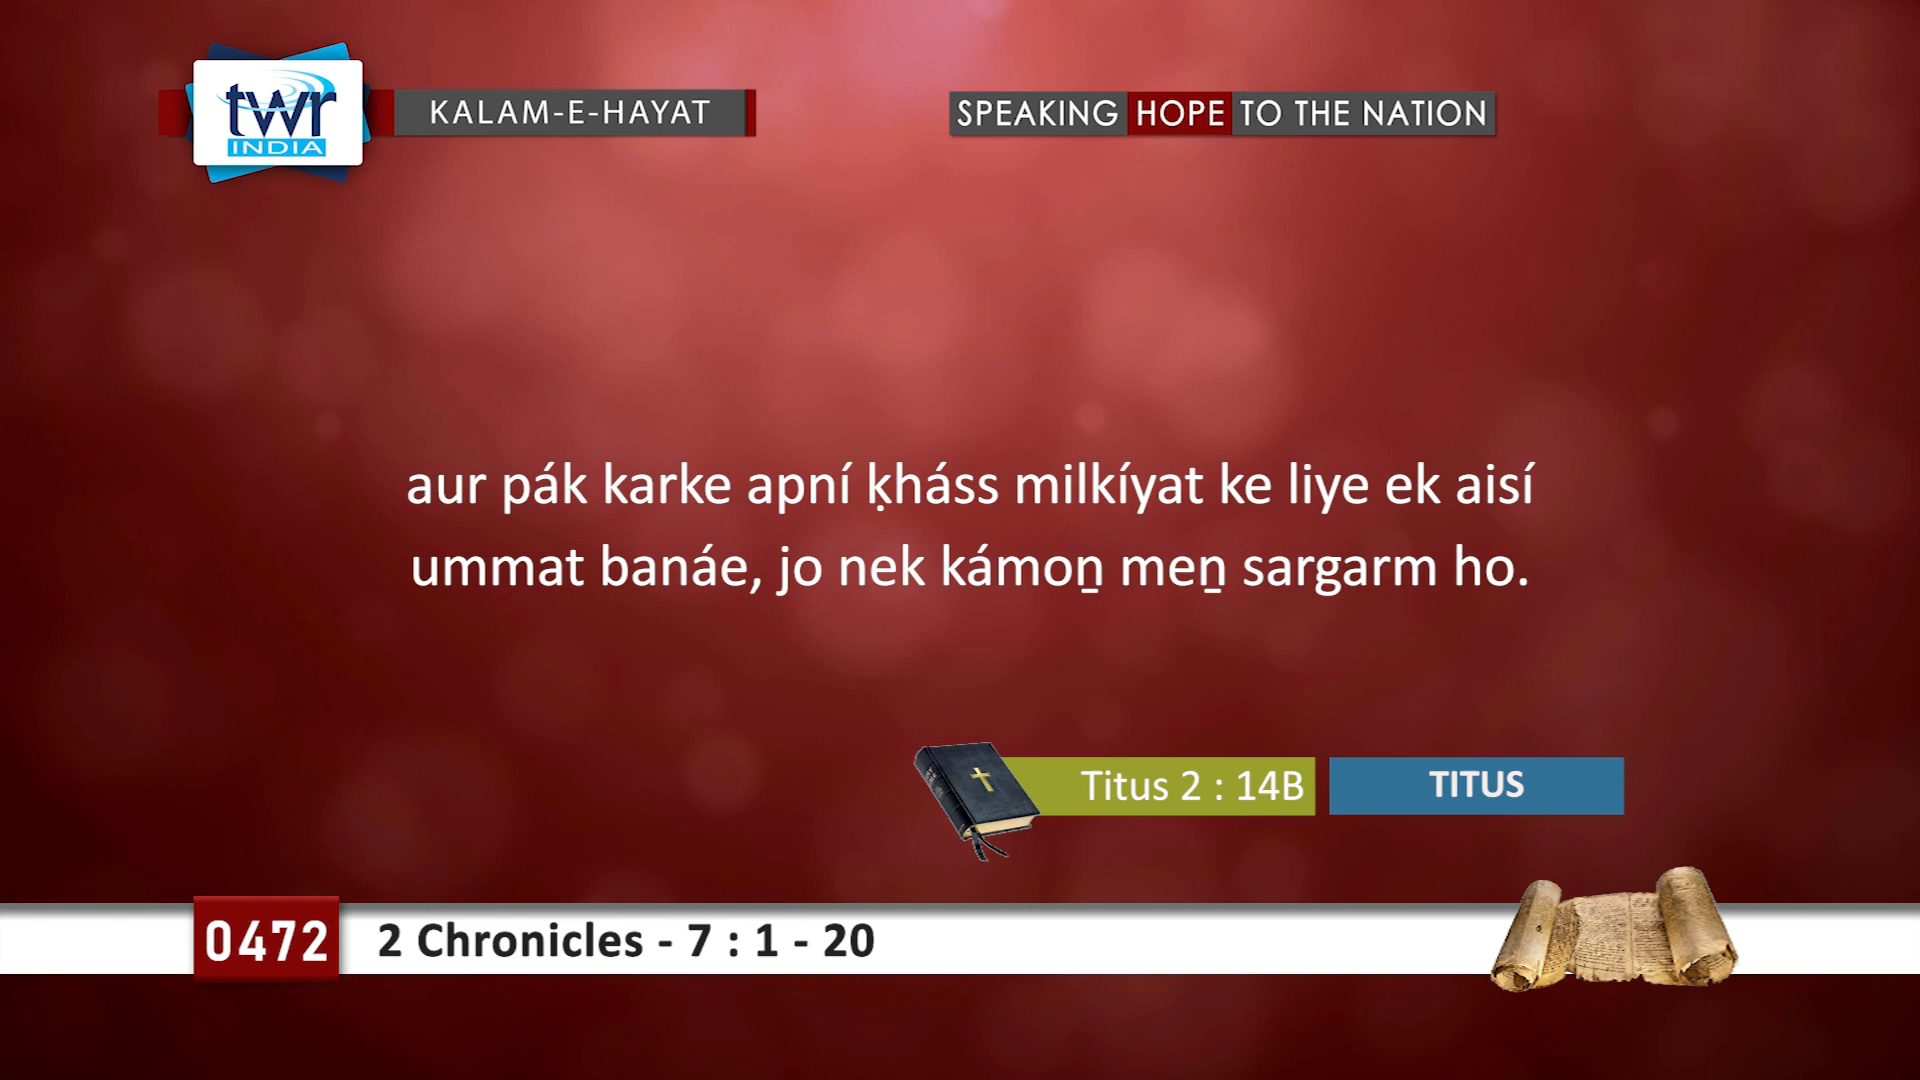 twr
INDIA
KALAM-E-HAYAT
SPEAKING HOPE TO THE NATION
aur pák karke apní ḳháss milkíyat ke liye ek aisí
ummat banáe, jo nek kámoṉ meṉ sargarm ho.
Titus 2 : 14B
TITUS
0472
2 Chronicles - 7 : 1 - 20